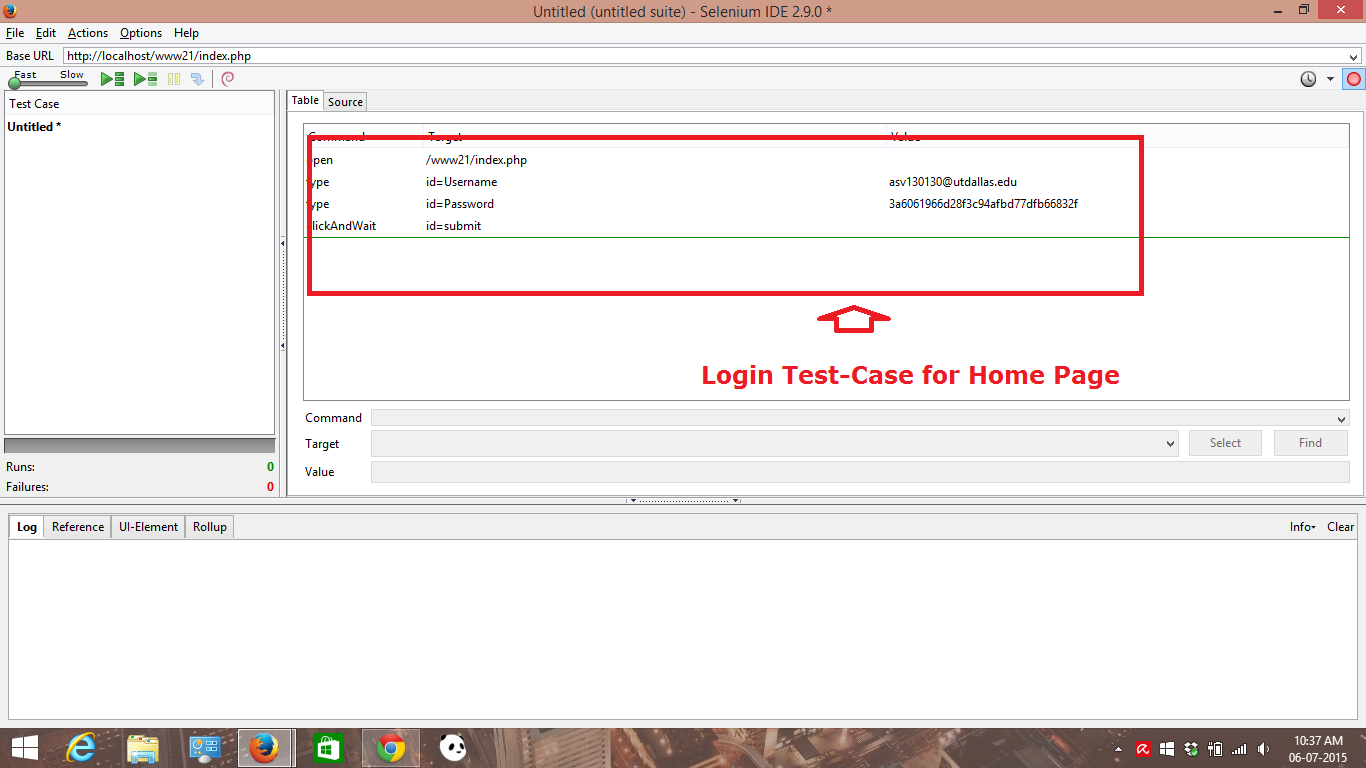 Untitled (untitled suite) - Selenium IDE 2.9.0 *
File Edit Actions Options Help
Base URL http://localhost/www21/index.php
Fast Slow
Test Case
Untitled *
Table Source
Command Target Value
open /www21/index.php
type id=Username asv130130@utdallas.edu
type id=Password 3a6061966d28f3c94afbd77dfb66832f
clickAndWait id=submit
Login Test-Case for Home Page
Command
Target Select Find
Value
Runs: 0
Failures: 0
Log Reference UI-Element Rollup Info Clear
10:37 AM
06-07-2015